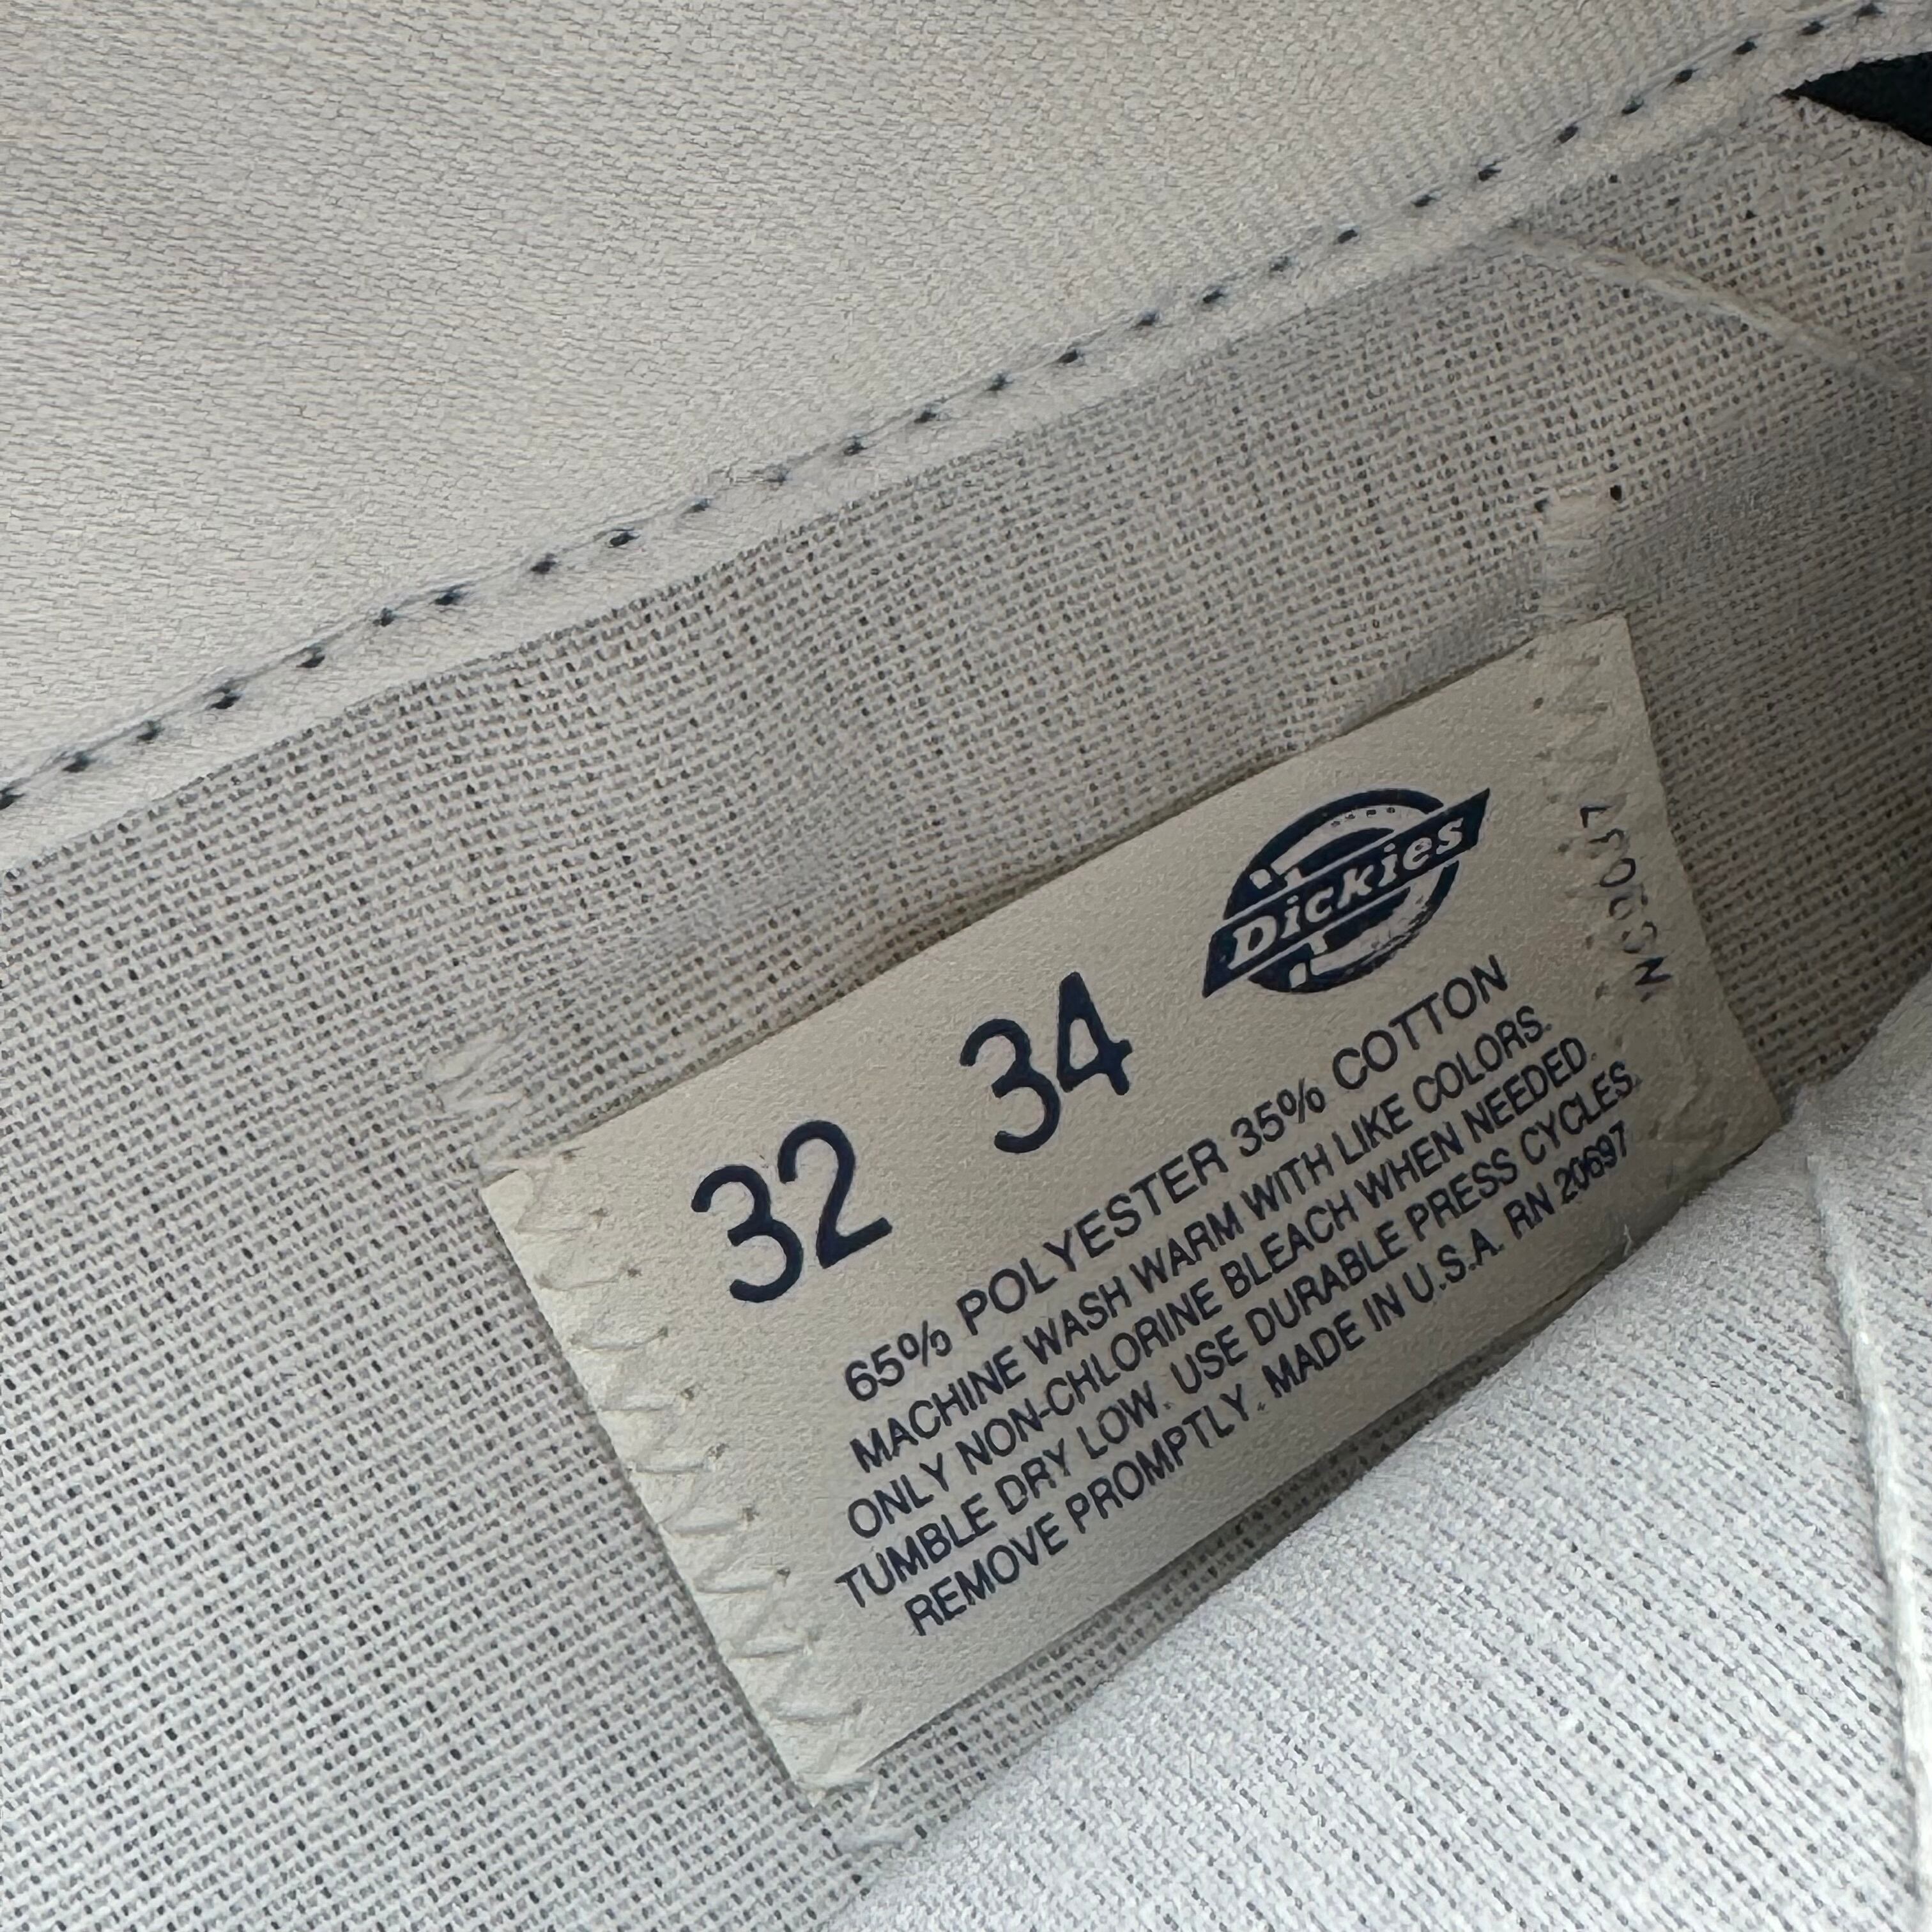 32 34 Dickies
65% POLYESTER 35% COTTON
MACHINE WASH WARM WITH LIKE COLORS.
ONLY NON-CHLORINE BLEACH WHEN NEEDED.
TUMBLE DRY LOW. USE DURABLE PRESS CYCLES.
REMOVE PROMPTLY. MADE IN U.S.A. RN 20697